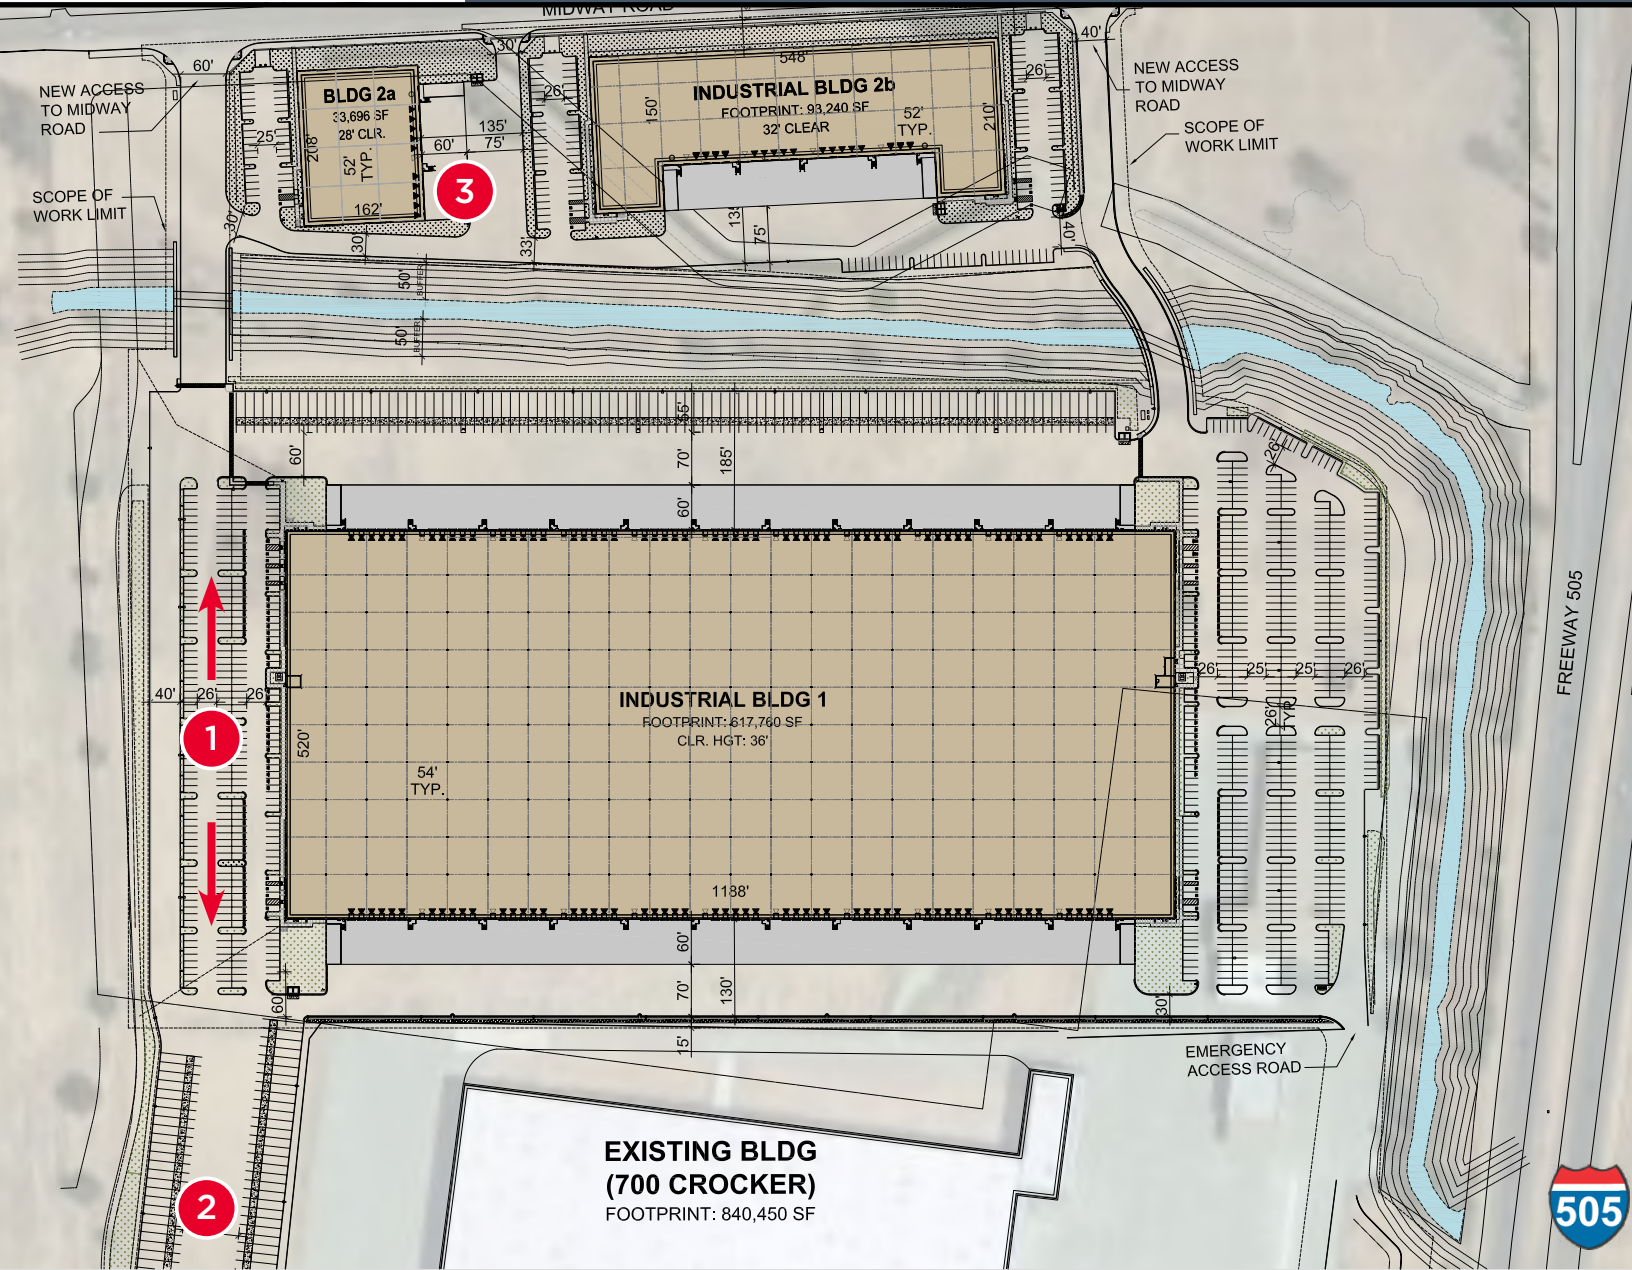 MIDWAY ROAD
60'
30'
548'
40'
NEW ACCESS
TO MIDWAY
ROAD
BLDG 2a
33,696 SF
28' CLR.
52'
TYP.
208'
162'
25'
135'
60'
75'
26'
3
INDUSTRIAL BLDG 2b
FOOTPRINT: 93,240 SF
32' CLEAR
150'
52'
TYP.
210'
26'
NEW ACCESS
TO MIDWAY
ROAD
SCOPE OF
WORK LIMIT
SCOPE OF
WORK LIMIT
30'
30'
33'
75'
40'
50'
BUFFER
50'
BUFFER
60'
70'
185'
60'
26'
INDUSTRIAL BLDG 1
FOOTPRINT: 617,760 SF
CLR. HGT: 36'
40'
26'
26'
1
520'
54'
TYP.
1188'
26'
25'
25'
26'
26'
TYP.
FREEWAY 505
60'
70'
130'
60'
30'
15'
EMERGENCY
ACCESS ROAD
EXISTING BLDG
(700 CROCKER)
FOOTPRINT: 840,450 SF
2
505